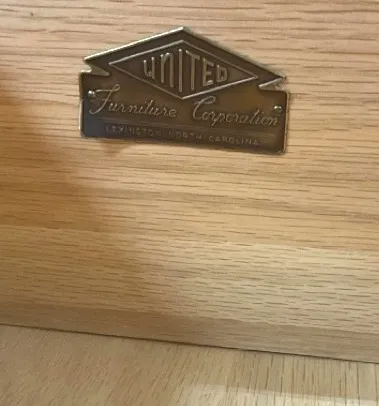 UNITED
Furniture Corporation
LEXINGTON, NORTH CAROLINA